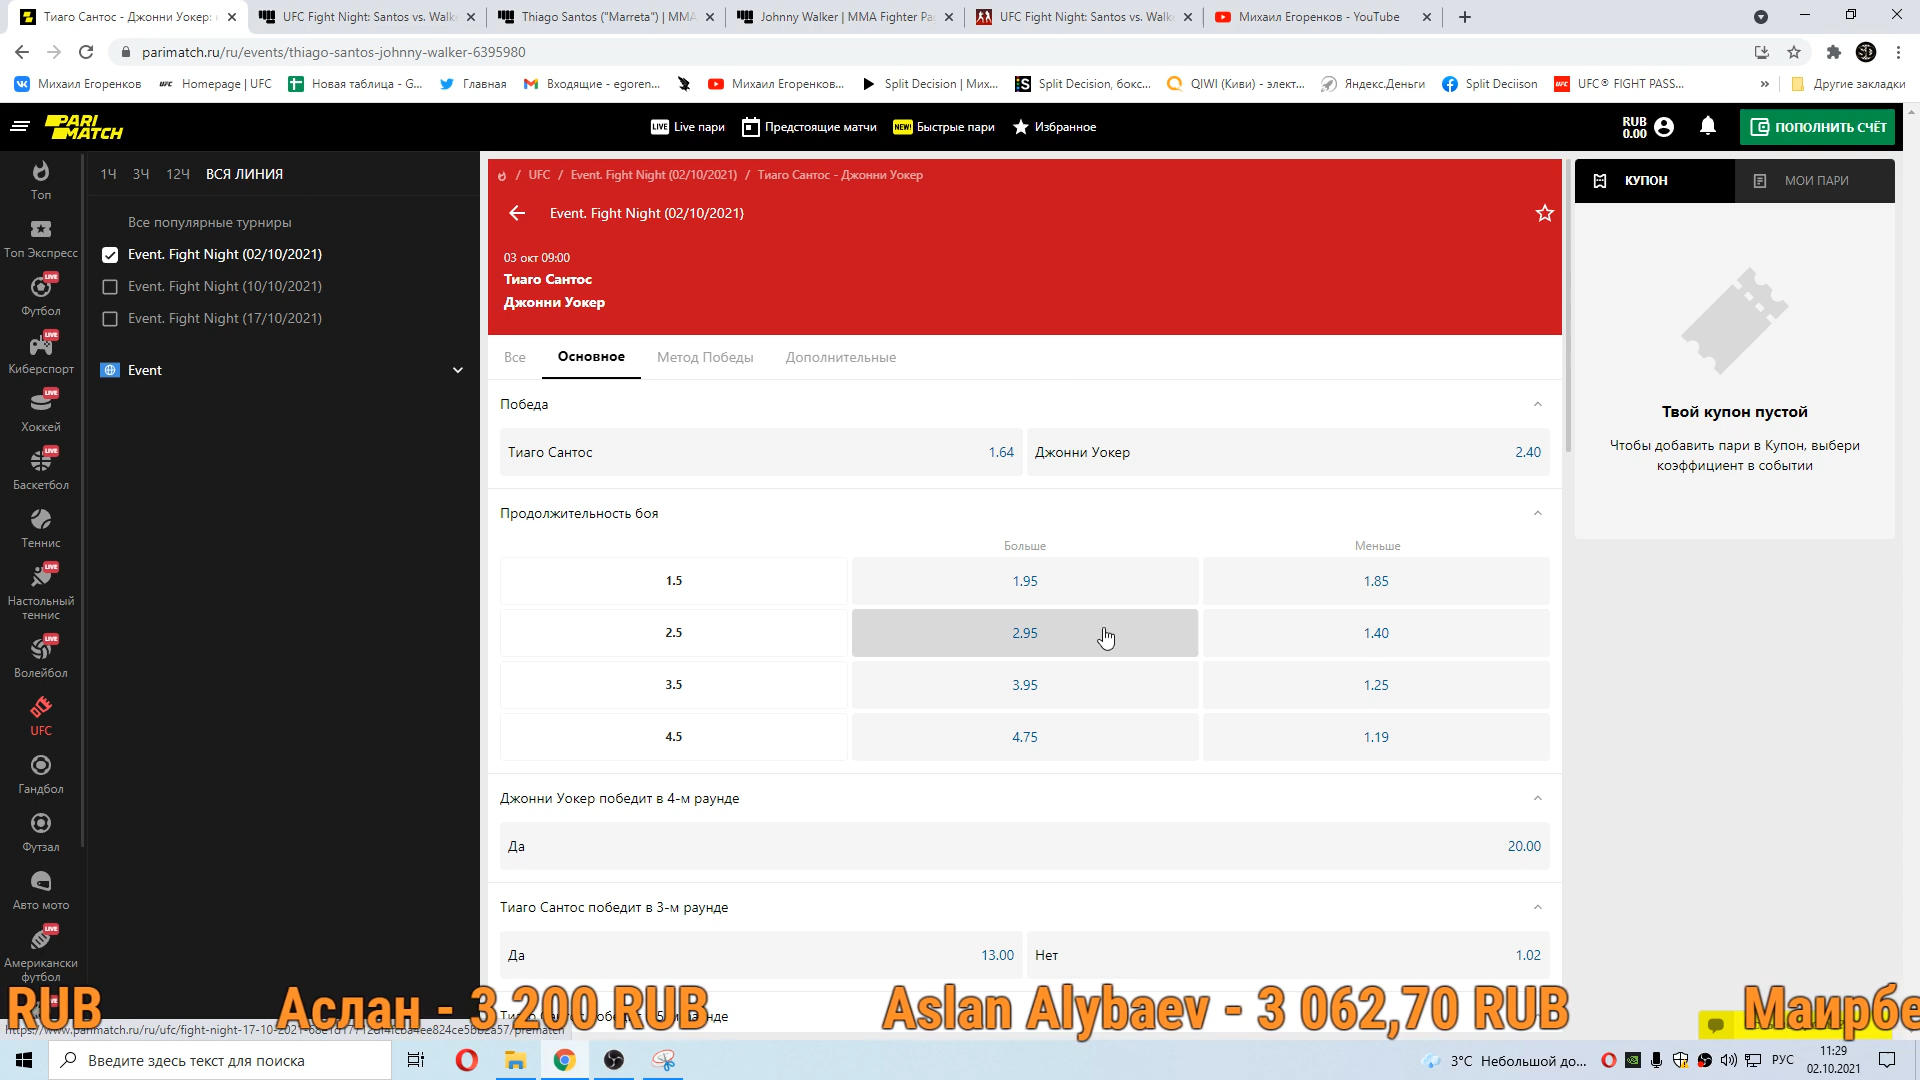 Тиаго Сантос - Джонни Уокер:
UFC Fight Night: Santos vs. Walk
Thiago Santos ("Marreta") | MMA
Johnny Walker | MMA Fighter Pa
UFC Fight Night: Santos vs. Walk
Михаил Егоренков - YouTube
parimatch.ru/ru/events/thiago-santos-johnny-walker-6395980
Михаил Егоренков
Homepage | UFC
Новая таблица - G...
Главная
Входящие - egoren...
Михаил Егоренков...
Split Decision | Мих...
Split Decision, бокс...
QIWI (Киви) - элект...
Яндекс.Деньги
Split Deciison
UFC® FIGHT PASS...
»
Другие закладки
PARI
MATCH
LIVE Live пари
Предстоящие матчи
NEW! Быстрые пари
Избранное
RUB
0.00
ПОПОЛНИТЬ СЧЁТ
Топ
Топ Экспресс
LIVE
Футбол
LIVE
Киберспорт
LIVE
Хоккей
LIVE
Баскетбол
Теннис
LIVE
Настольный
теннис
LIVE
Волейбол
UFC
Гандбол
Футзал
Авто мото
LIVE
Американски
футбол
1Ч 3Ч 12Ч ВСЯ ЛИНИЯ
Все популярные турниры
Event. Fight Night (02/10/2021)
Event. Fight Night (10/10/2021)
Event. Fight Night (17/10/2021)
Event
/ UFC / Event. Fight Night (02/10/2021) / Тиаго Сантос - Джонни Уокер
Event. Fight Night (02/10/2021)
03 окт 09:00
Тиаго Сантос
Джонни Уокер
Все Основное Метод Победы Дополнительные
Победа
Тиаго Сантос 1.64 Джонни Уокер 2.40
Продолжительность боя
Больше Меньше
1.5 1.95 1.85
2.5 2.95 1.40
3.5 3.95 1.25
4.5 4.75 1.19
Джонни Уокер победит в 4-м раунде
Да 20.00
Тиаго Сантос победит в 3-м раунде
Да 13.00 Нет 1.02
КУПОН
МОИ ПАРИ
Твой купон пустой
Чтобы добавить пари в Купон, выбери
коэффициент в событии
RUB Аслан - 3 200 RUB Aslan Alybaev - 3 062,70 RUB Маирбе
Введите здесь текст для поиска
3°C Небольшой до...
РУС
11:29
02.10.2021